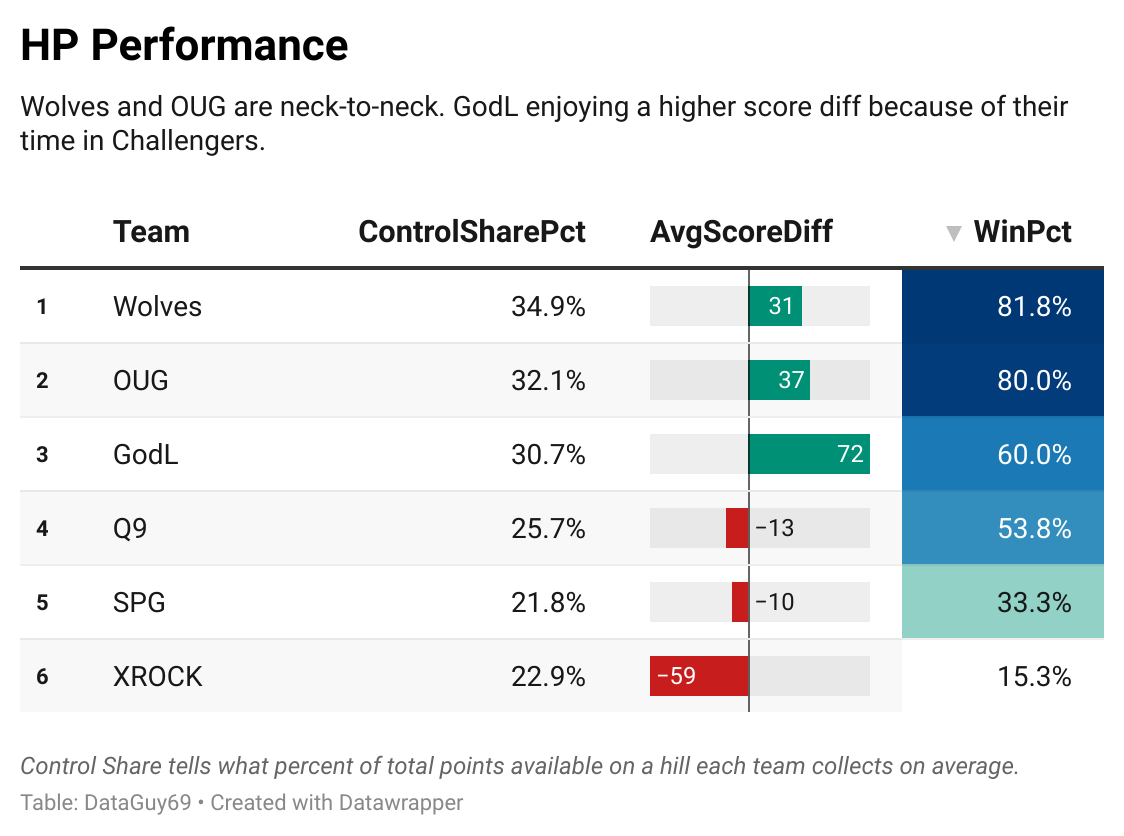 HP Performance
Wolves and OUG are neck-to-neck. GodL enjoying a higher score diff because of their
time in Challengers.
Team ControlSharePct AvgScoreDiff ▼ WinPct
1 Wolves 34.9% 31 81.8%
2 OUG 32.1% 37 80.0%
3 GodL 30.7% 72 60.0%
4 Q9 25.7% −13 53.8%
5 SPG 21.8% −10 33.3%
6 XROCK 22.9% −59 15.3%
Control Share tells what percent of total points available on a hill each team collects on average.
Table: DataGuy69 • Created with Datawrapper